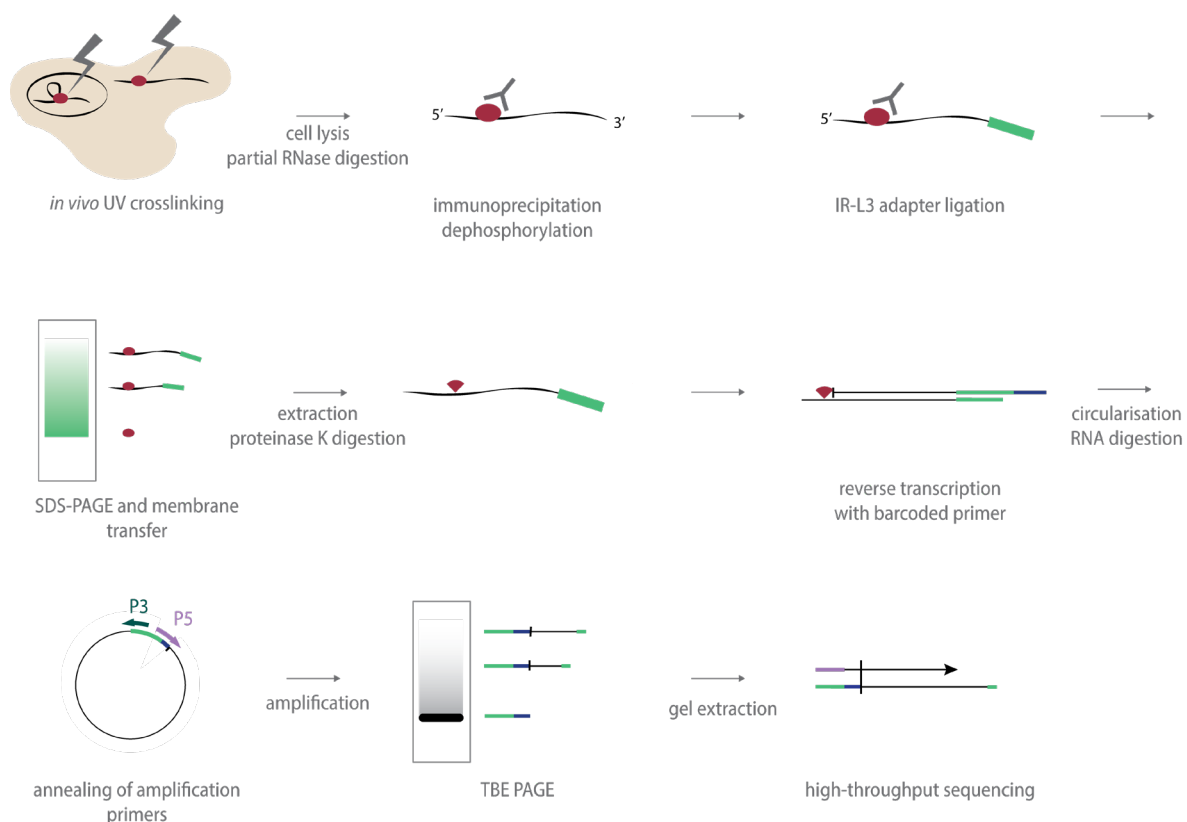 in vivo UV crosslinking
cell lysis
partial RNase digestion
5’
3’
immunoprecipitation
dephosphorylation
5’
IR-L3 adapter ligation
SDS-PAGE and membrane
transfer
extraction
proteinase K digestion
reverse transcription
with barcoded primer
circularisation
RNA digestion
P3
P5
annealing of amplification
primers
amplification
TBE PAGE
gel extraction
high-throughput sequencing